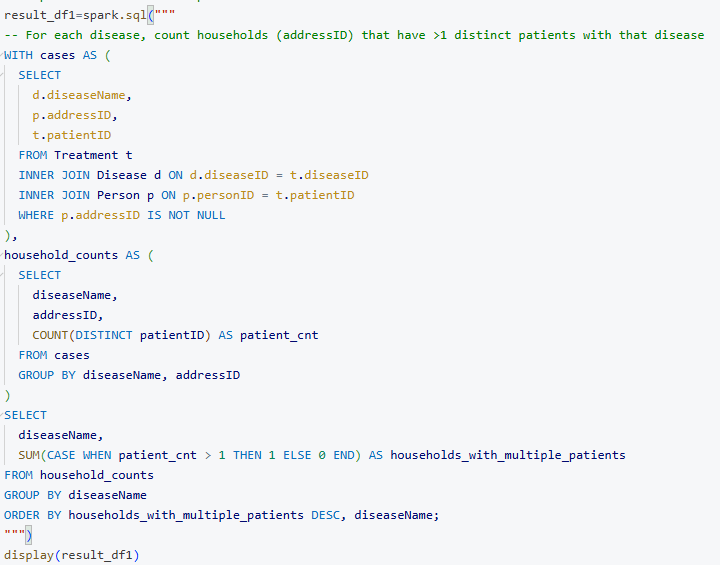 result_df1=spark.sql("""
-- For each disease, count households (addressID) that have >1 distinct patients with that disease
WITH cases AS (
  SELECT
    d.diseaseName,
    p.addressID,
    t.patientID
  FROM Treatment t
  INNER JOIN Disease d ON d.diseaseID = t.diseaseID
  INNER JOIN Person p ON p.personID = t.patientID
  WHERE p.addressID IS NOT NULL
),
household_counts AS (
  SELECT
    diseaseName,
    addressID,
    COUNT(DISTINCT patientID) AS patient_cnt
  FROM cases
  GROUP BY diseaseName, addressID
)
SELECT
  diseaseName,
  SUM(CASE WHEN patient_cnt > 1 THEN 1 ELSE 0 END) AS households_with_multiple_patients
FROM household_counts
GROUP BY diseaseName
ORDER BY households_with_multiple_patients DESC, diseaseName;
""")
display(result_df1)